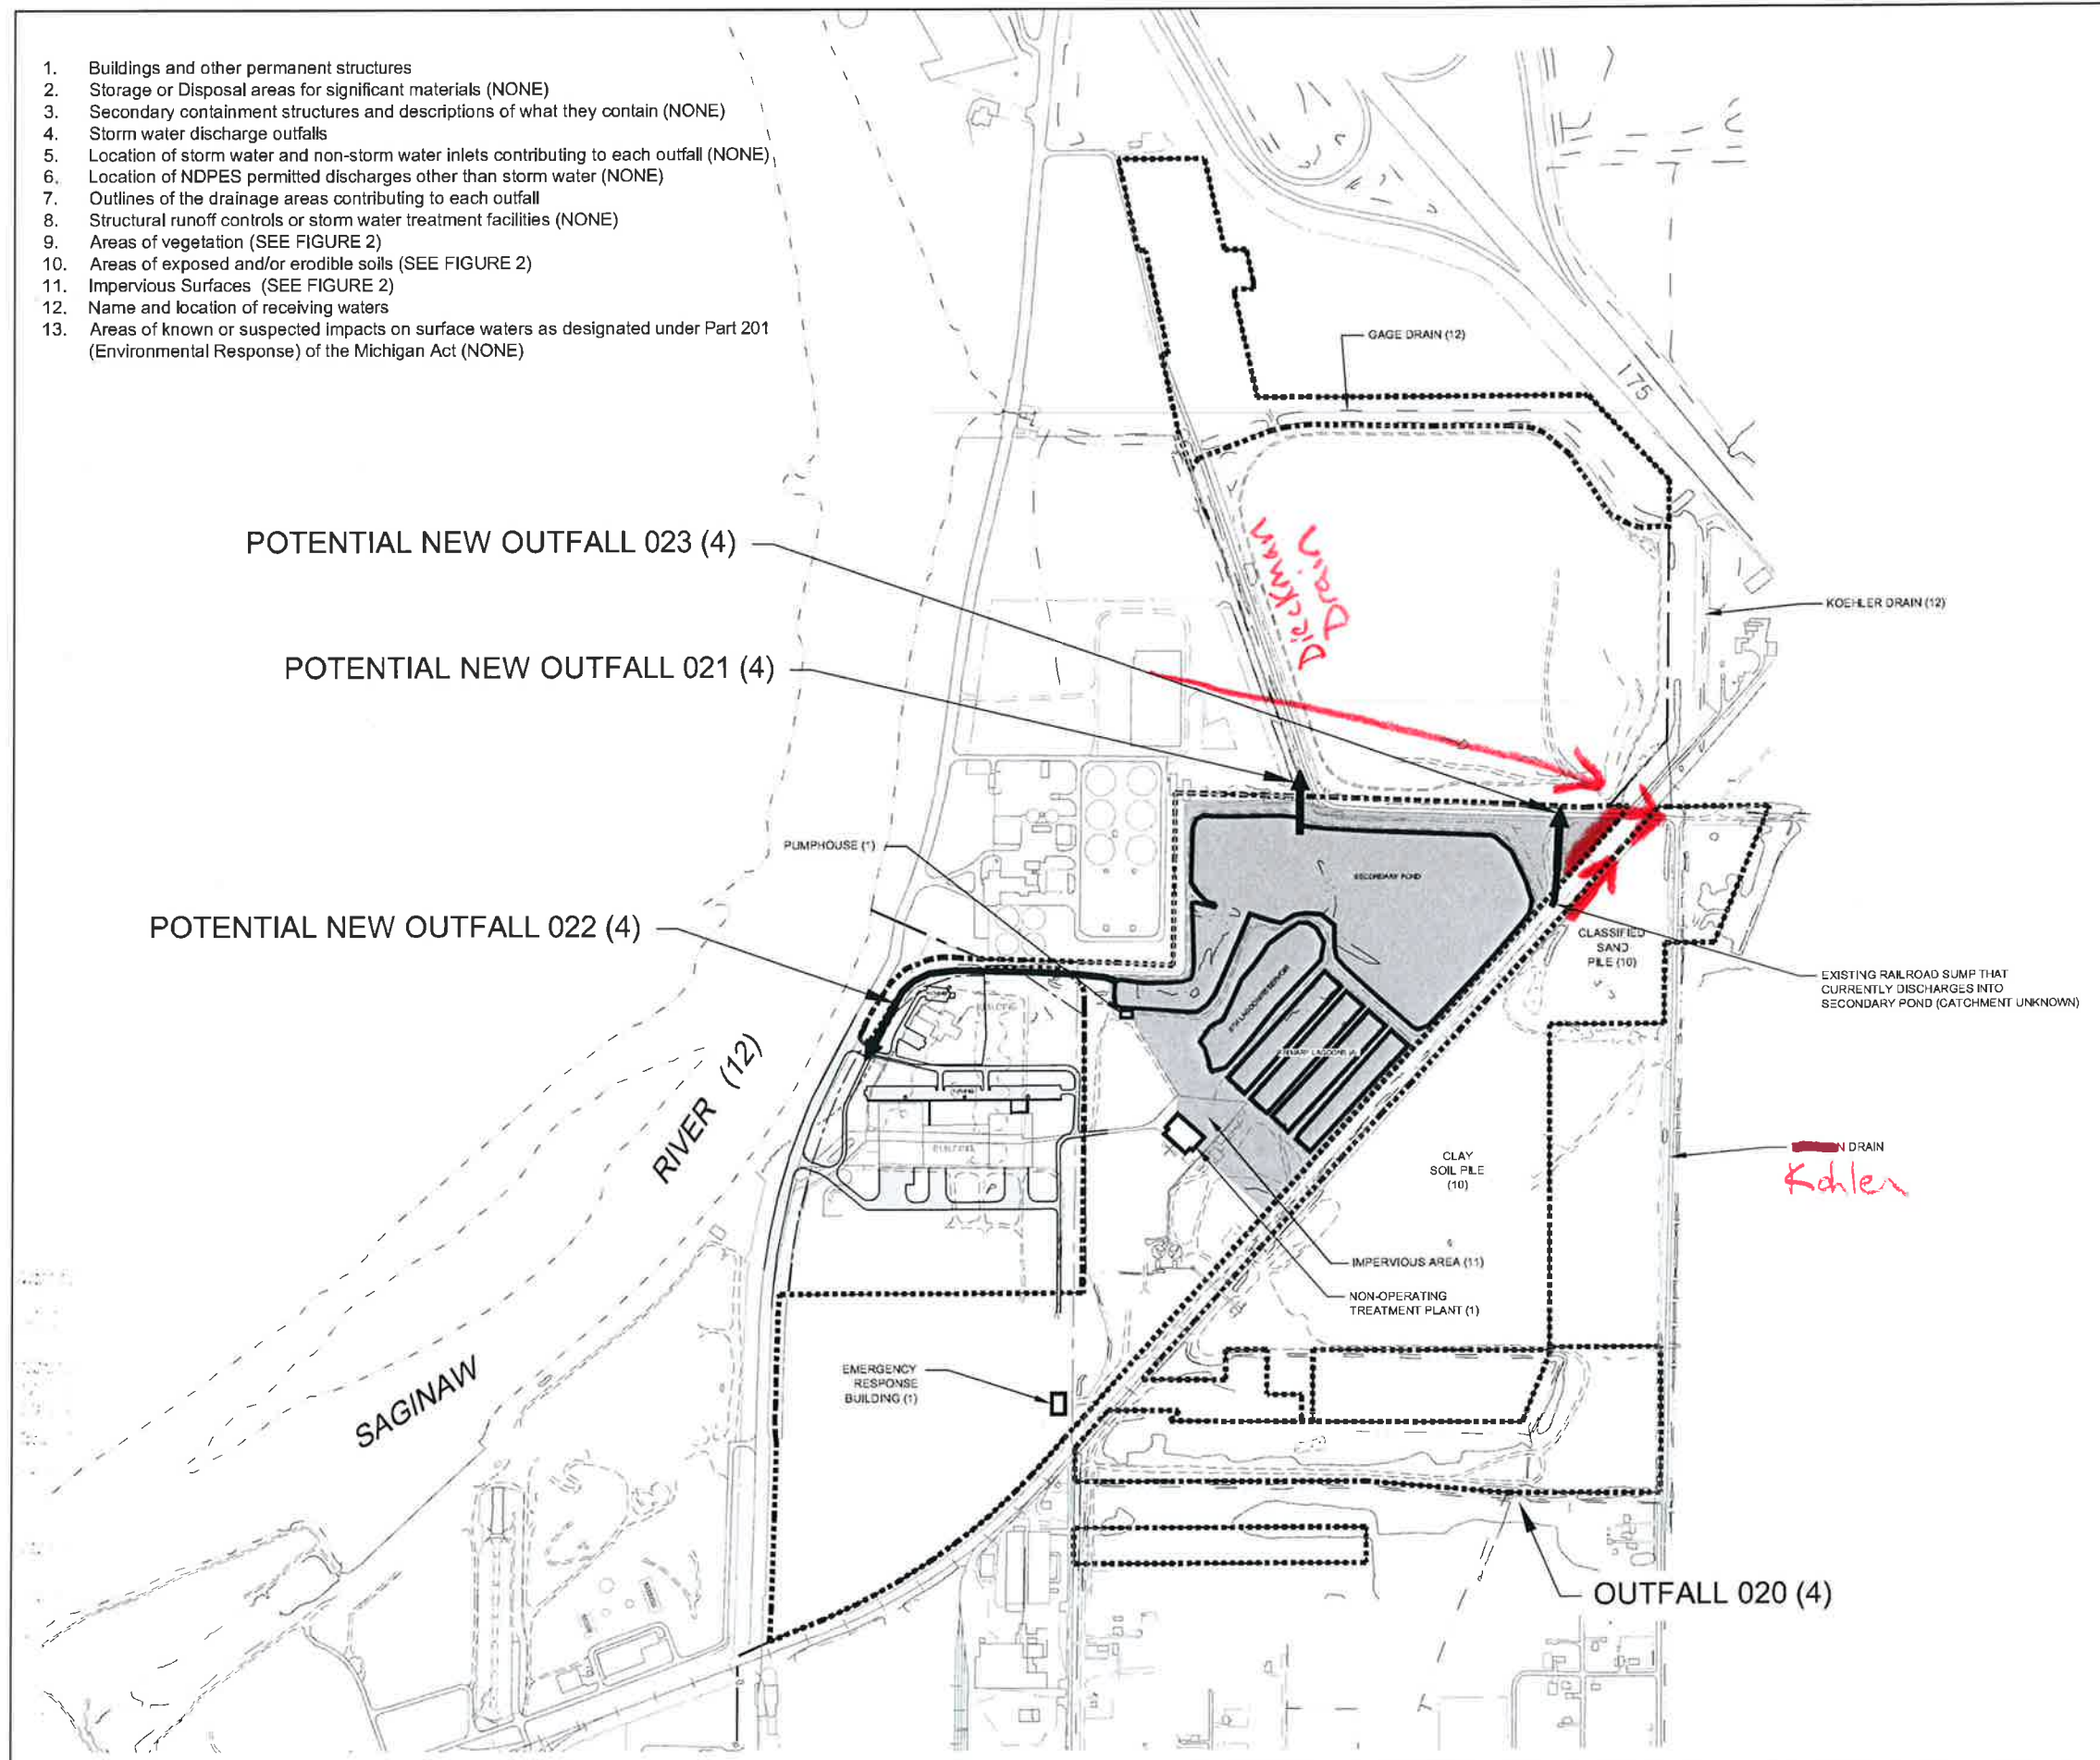 1. Buildings and other permanent structures
2. Storage or Disposal areas for significant materials (NONE)
3. Secondary containment structures and descriptions of what they contain (NONE)
4. Storm water discharge outfalls
5. Location of storm water and non-storm water inlets contributing to each outfall (NONE)
6. Location of NDPES permitted discharges other than storm water (NONE)
7. Outlines of the drainage areas contributing to each outfall
8. Structural runoff controls or storm water treatment facilities (NONE)
9. Areas of vegetation (SEE FIGURE 2)
10. Areas of exposed and/or erodible soils (SEE FIGURE 2)
11. Impervious Surfaces (SEE FIGURE 2)
12. Name and location of receiving waters
13. Areas of known or suspected impacts on surface waters as designated under Part 201
(Environmental Response) of the Michigan Act (NONE)
GAGE DRAIN (12)
I 75
POTENTIAL NEW OUTFALL 023 (4)
Dieckman
Drain
KOEHLER DRAIN (12)
POTENTIAL NEW OUTFALL 021 (4)
PUMPHOUSE (1)
SECONDARY POND
POTENTIAL NEW OUTFALL 022 (4)
CLASSIFIED
SAND
PILE (10)
EXISTING RAILROAD SUMP THAT
CURRENTLY DISCHARGES INTO
SECONDARY POND (CATCHMENT UNKNOWN)
PRIMARY LAGOONS (4)
BUILDING
BUILDING
SAGINAW RIVER (12)
CLAY
SOIL PILE
(10)
N DRAIN
Kohler
IMPERVIOUS AREA (11)
NON-OPERATING
TREATMENT PLANT (1)
EMERGENCY
RESPONSE
BUILDING (1)
OUTFALL 020 (4)